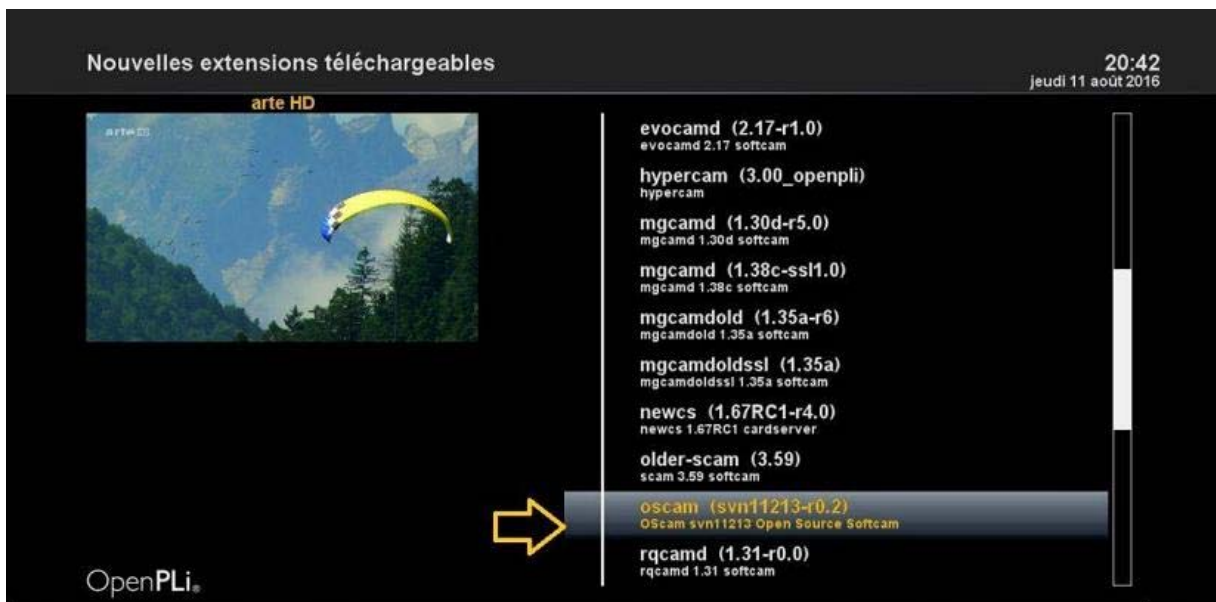 Nouvelles extensions téléchargeables
20:42
jeudi 11 août 2016
arte HD
arte HD
evocamd (2.17-r1.0)
evocamd 2.17 softcam
hypercam (3.00_openpli)
hypercam
mgcamd (1.30d-r5.0)
mgcamd 1.30d softcam
mgcamd (1.38c-ssl1.0)
mgcamd 1.38c softcam
mgcamdold (1.35a-r6)
mgcamdold 1.35a softcam
mgcamdoldssl (1.35a)
mgcamdoldssl 1.35a softcam
newcs (1.67RC1-r4.0)
newcs 1.67RC1 cardserver
older-scam (3.59)
scam 3.59 softcam
oscam (svn11213-r0.2)
OScam svn11213 Open Source Softcam
rqcamd (1.31-r0.0)
rqcamd 1.31 softcam
OpenPLi®